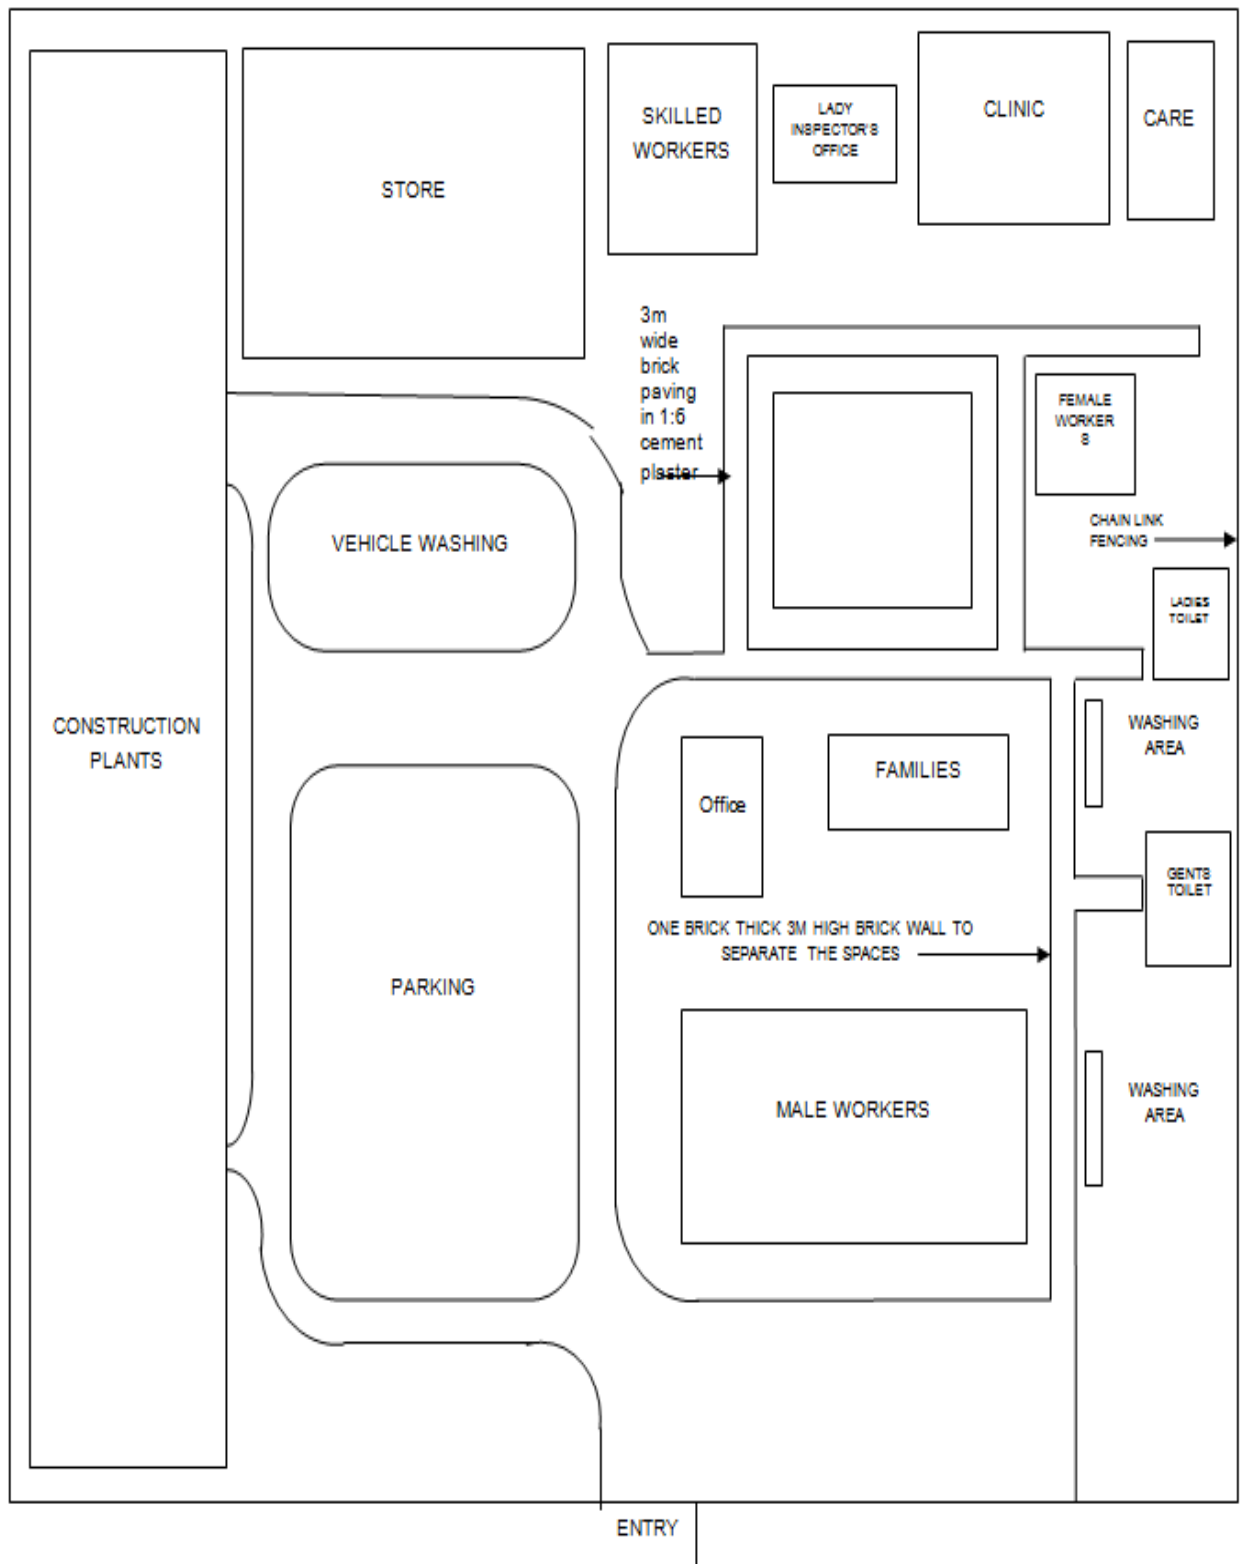 SKILLED
WORKERS
LADY
INSPECTOR'S
OFFICE
CLINIC
CARE
STORE
3m
wide
brick
paving
in 1:6
cement
plaster
FEMALE
WORKER
S
CHAIN LINK
FENCING
VEHICLE WASHING
LADIES
TOILET
CONSTRUCTION
PLANTS
WASHING
AREA
Office
FAMILIES
GENTS
TOILET
ONE BRICK THICK 3M HIGH BRICK WALL TO
SEPARATE THE SPACES
PARKING
MALE WORKERS
WASHING
AREA
ENTRY